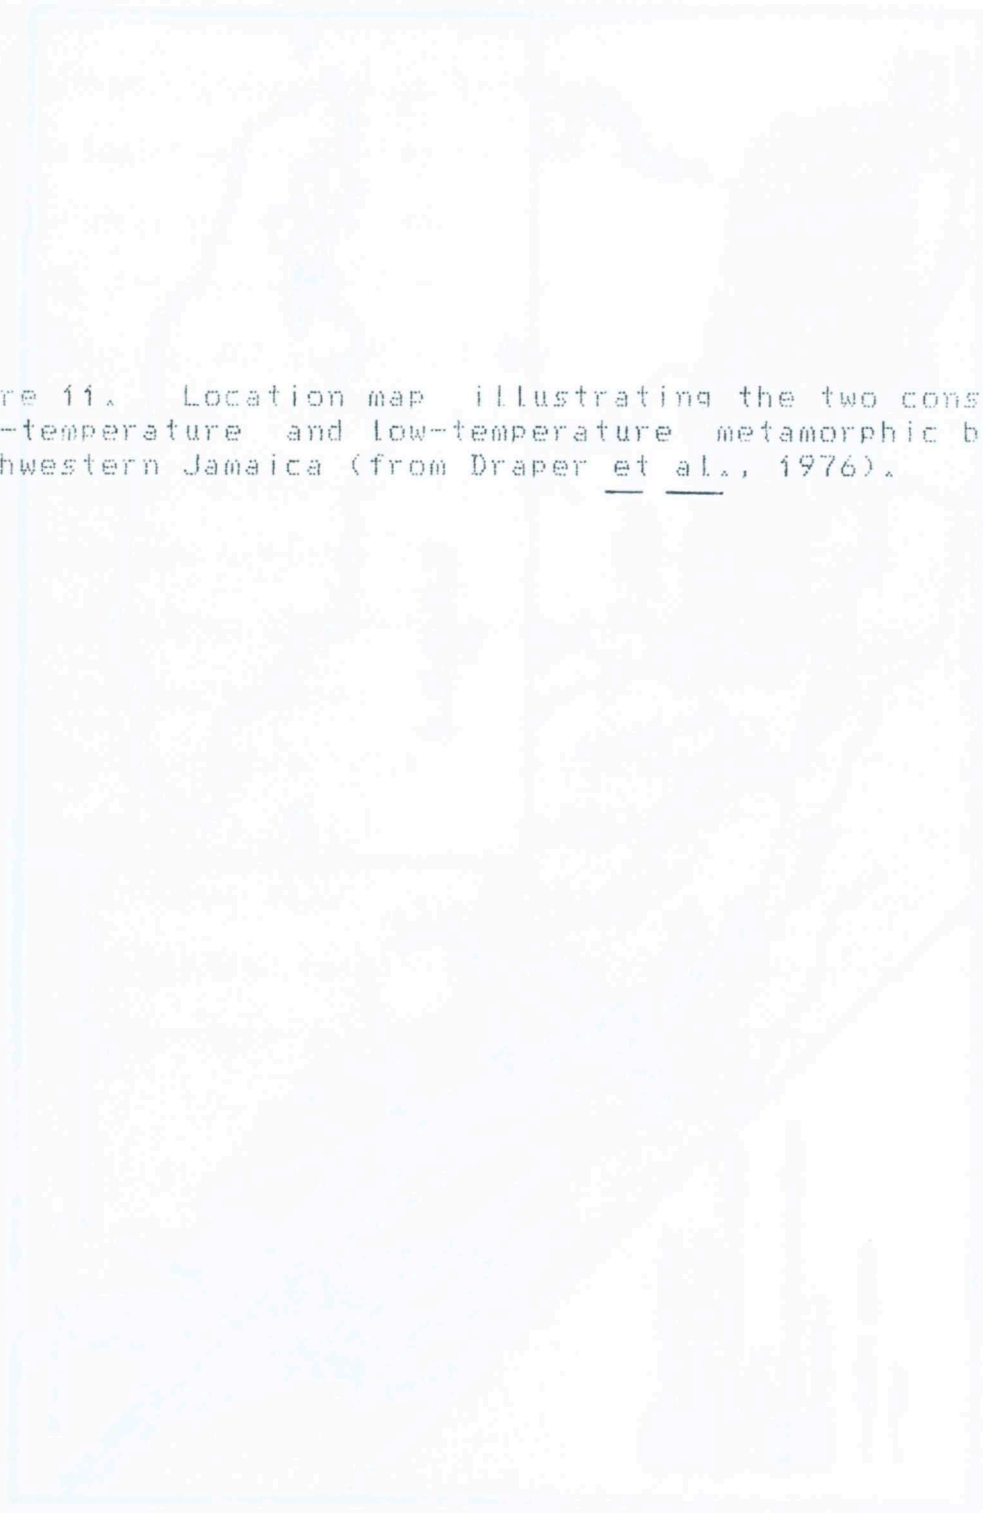 re 11. Location map illustrating the two cons
-temperature and low-temperature metamorphic b
hwestern Jamaica (from Draper et al., 1976).